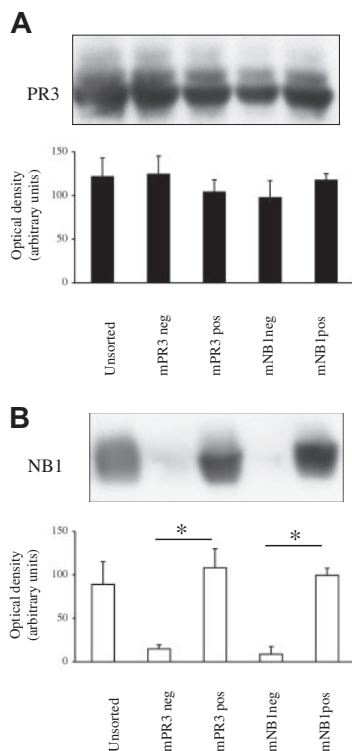 A
PR3
Optical density
(arbitrary units)
150
100
50
0
Unsorted
mPR3 neg
mPR3 pos
mNB1neg
mNB1pos
B
NB1
Optical density
(arbitrary units)
150
100
50
0
*
*
Unsorted
mPR3 neg
mPR3 pos
mNB1neg
mNB1pos